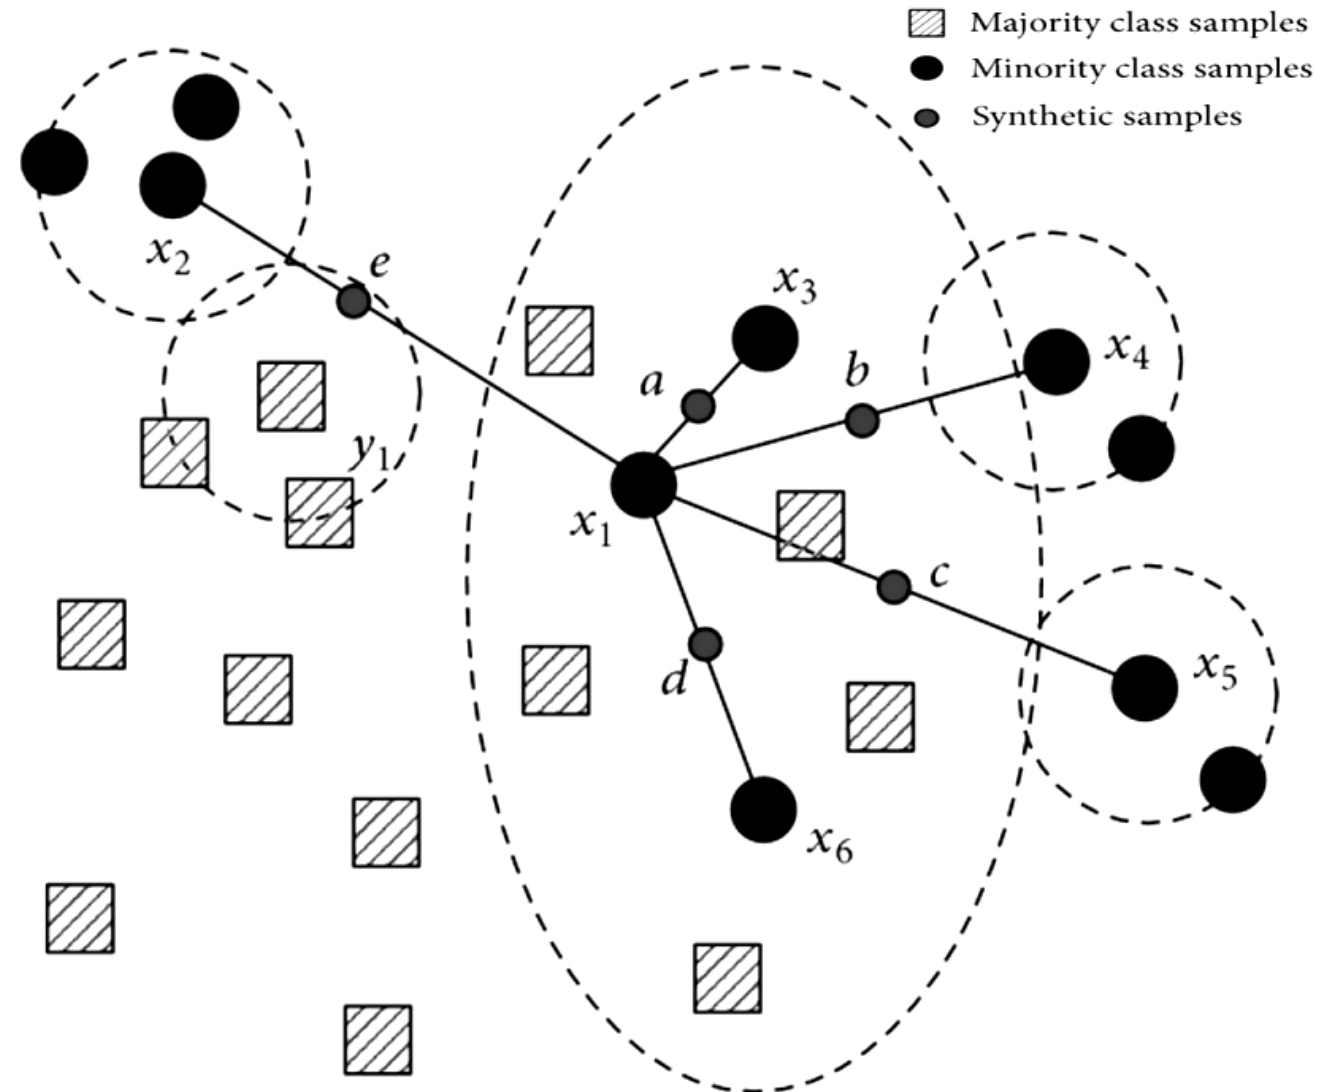 Majority class samples
Minority class samples
Synthetic samples
x2
e
x3
a
b
x4
y1
x1
c
d
x5
x6